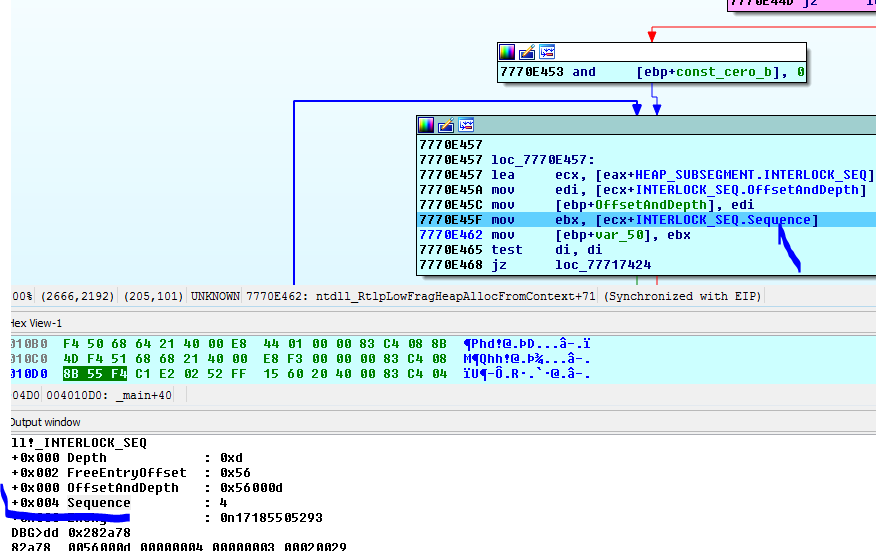 7770E44D jz
7770E453 and [ebp+const_cero_b], 0
7770E457
7770E457 loc_7770E457:
7770E457 lea ecx, [eax+HEAP_SUBSEGMENT.INTERLOCK_SEQ]
7770E45A mov edi, [ecx+INTERLOCK_SEQ.OffsetAndDepth]
7770E45C mov [ebp+OffsetAndDepth], edi
7770E45F mov ebx, [ecx+INTERLOCK_SEQ.Sequence]
7770E462 mov [ebp+var_50], ebx
7770E465 test di, di
7770E468 jz loc_77717424
00% (2666,2192) (205,101) UNKNOWN 7770E462: ntdll_RtlpLowFragHeapAllocFromContext+71 (Synchronized with EIP)
Hex View-1
010B0 F4 50 68 64 21 40 00 E8 44 01 00 00 83 C4 08 8B ¶Phd!@.ÞD...â-.ï
010C0 4D F4 51 68 68 21 40 00 E8 F3 00 00 00 83 C4 08 M¶Qhh!@.Þ¾...â-.
010D0 8B 55 F4 C1 E2 02 52 FF 15 60 20 40 00 83 C4 04 ïU¶-Ô.R·.`·@.â-.
04D0 004010D0: _main+40
Output window
ll!_INTERLOCK_SEQ
+0x000 Depth : 0xd
+0x002 FreeEntryOffset : 0x56
+0x000 OffsetAndDepth : 0x56000d
+0x004 Sequence : 4
: 0n17185505293
DBG>dd 0x282a78
82a78 0056000d 00000004 00000003 00020029